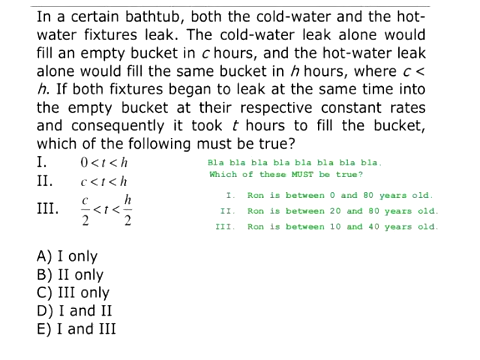 In a certain bathtub, both the cold-water and the hot-
water fixtures leak. The cold-water leak alone would
fill an empty bucket in c hours, and the hot-water leak
alone would fill the same bucket in h hours, where c <
h. If both fixtures began to leak at the same time into
the empty bucket at their respective constant rates
and consequently it took t hours to fill the bucket,
which of the following must be true?
I. 0 < t < h
II. c < t < h
III. c/2 < t < h/2
Bla bla bla bla bla bla bla bla.
Which of these MUST be true?
I. Ron is between 0 and 80 years old.
II. Ron is between 20 and 80 years old.
III. Ron is between 10 and 40 years old.
A) I only
B) II only
C) III only
D) I and II
E) I and III